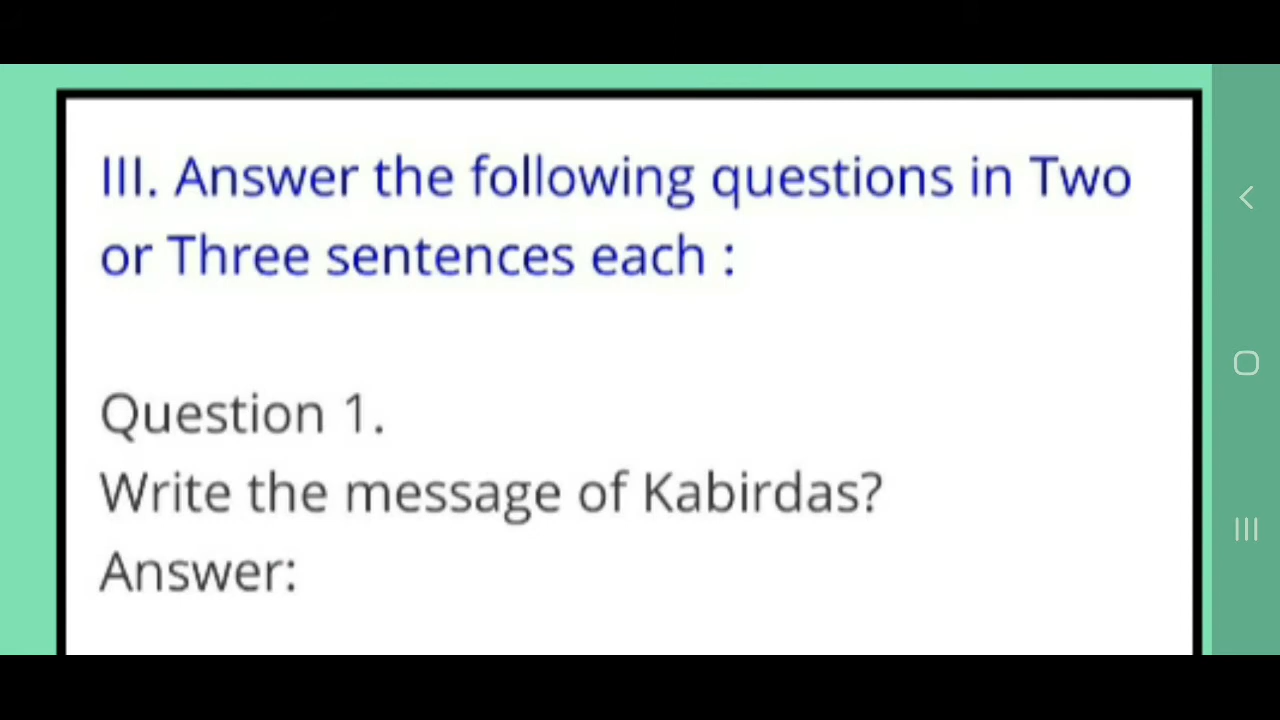 III. Answer the following questions in Two
or Three sentences each :
Question 1.
Write the message of Kabirdas?
Answer: